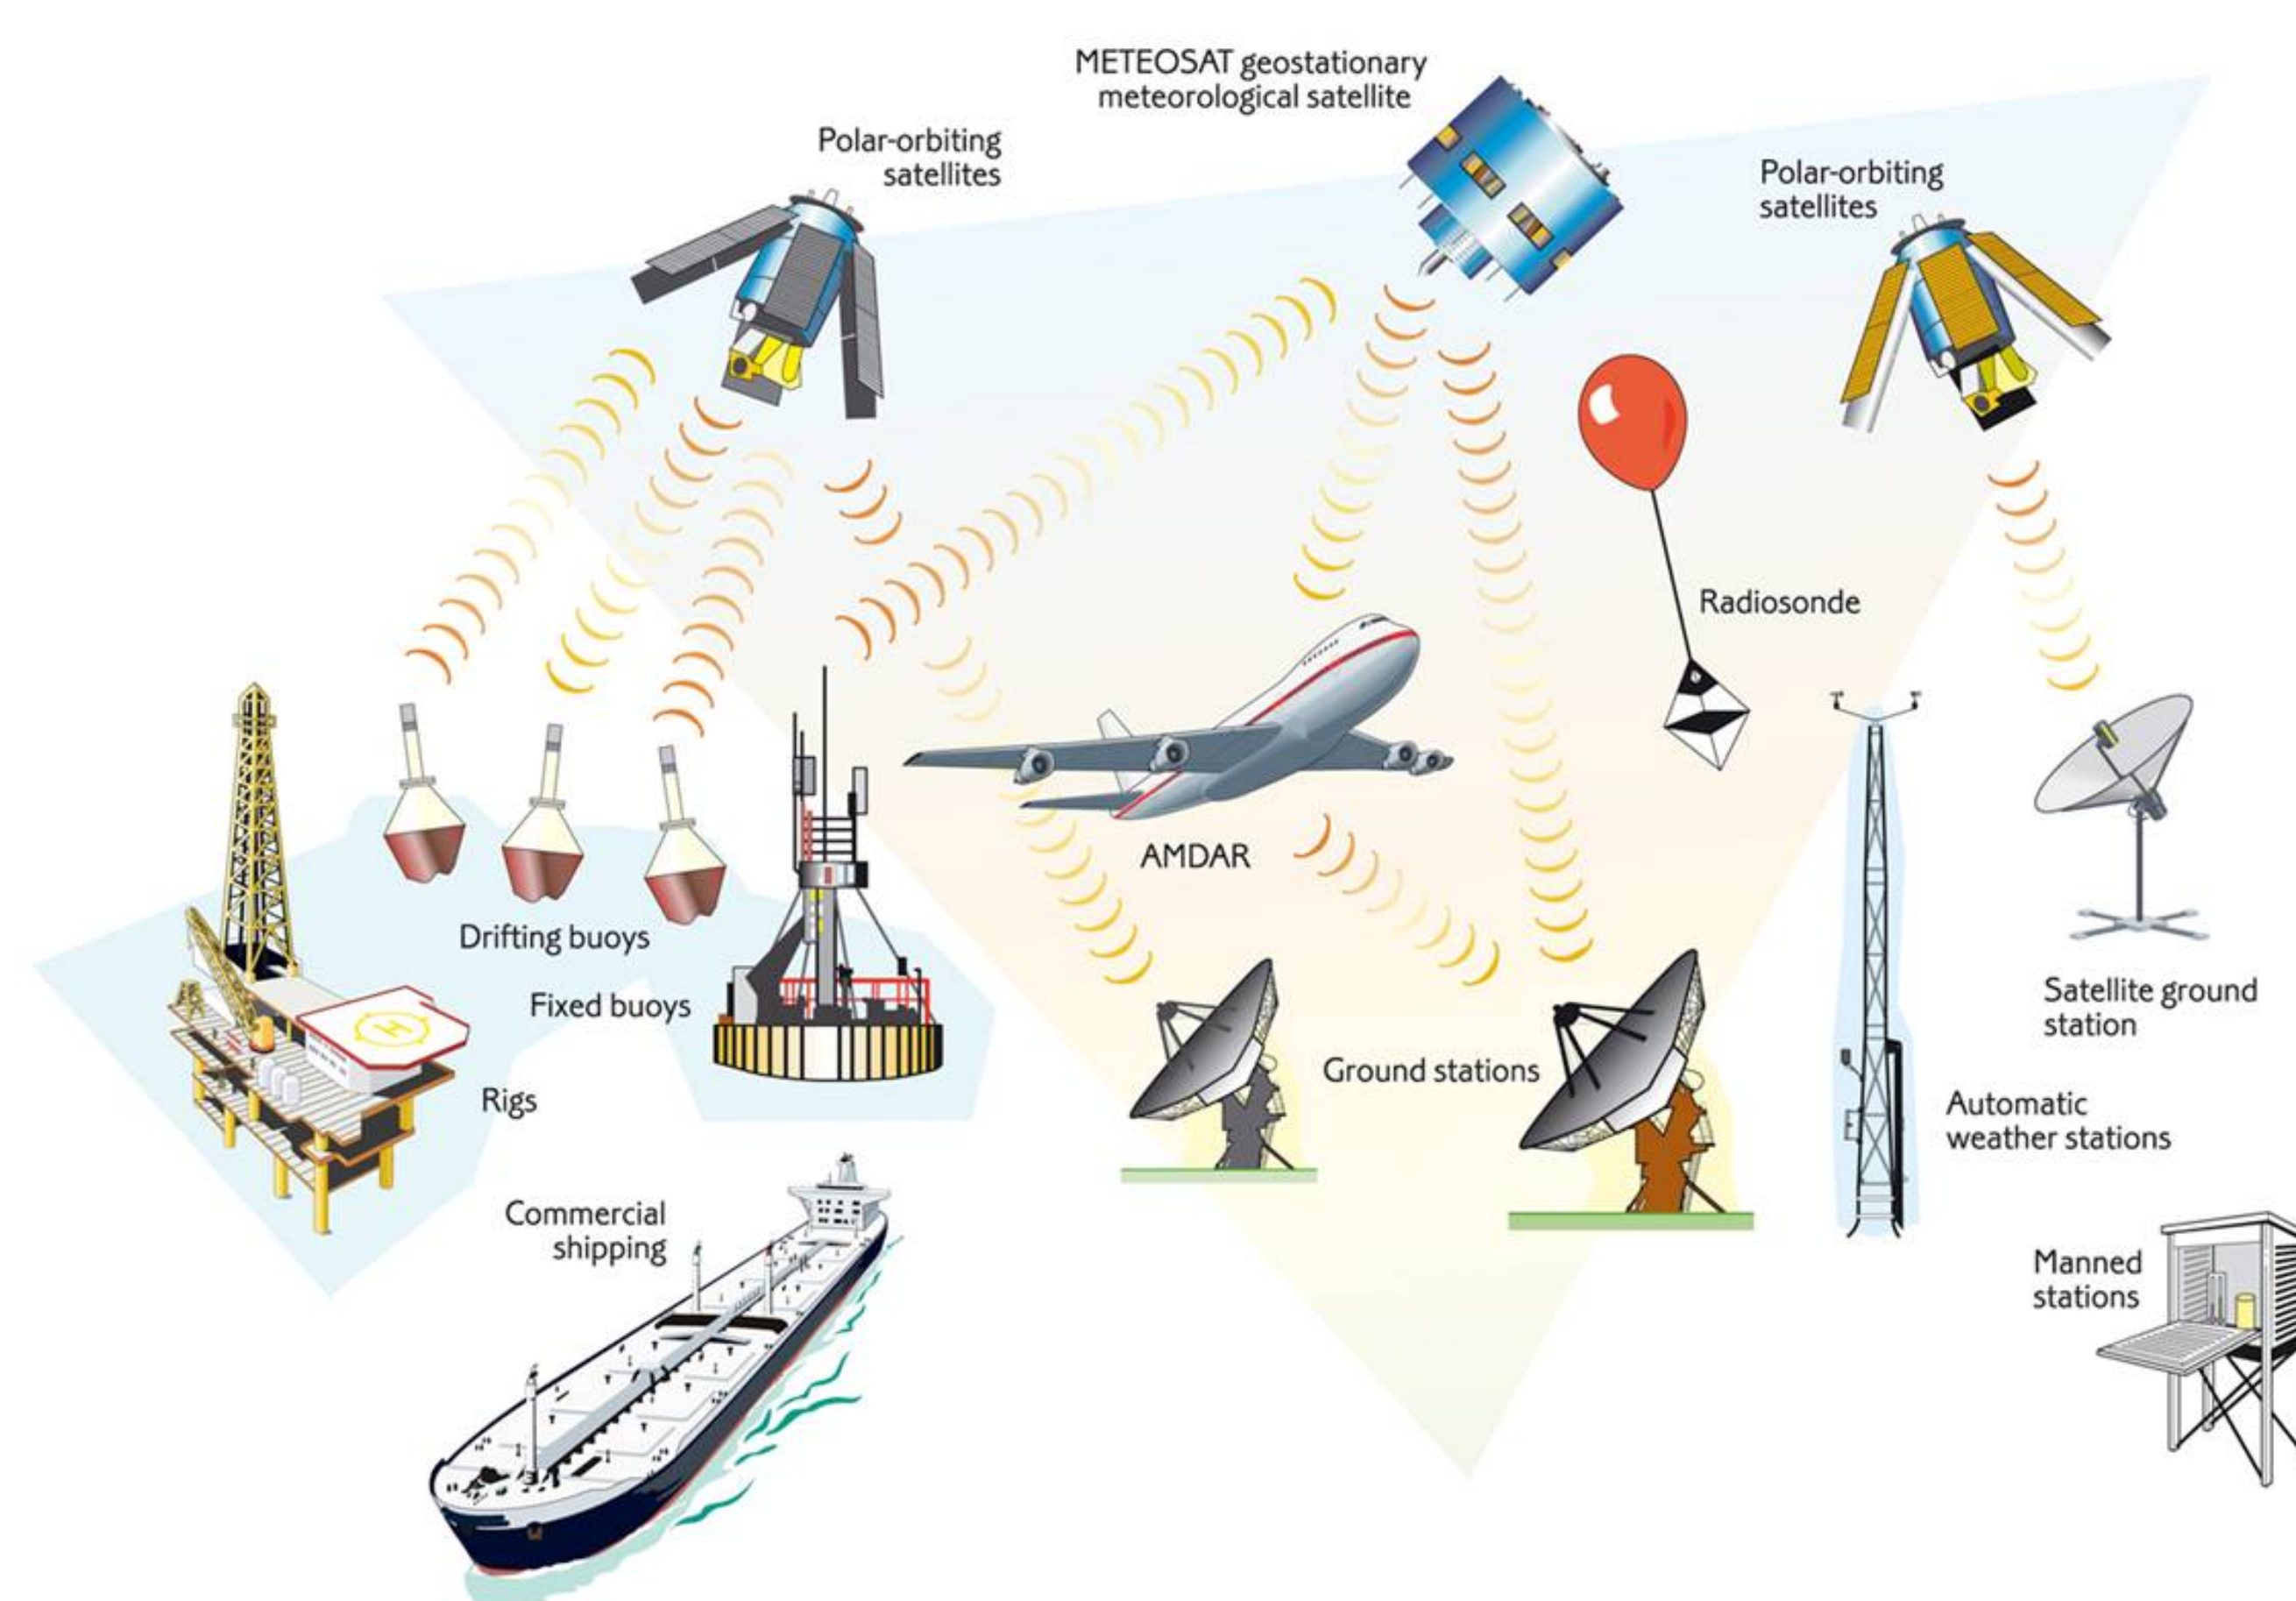 METEOSAT geostationary
meteorological satellite
Polar-orbiting
satellites
Polar-orbiting
satellites
Radiosonde
AMDAR
Drifting buoys
Fixed buoys
Satellite ground
station
Ground stations
Rigs
Automatic
weather stations
Commercial
shipping
Manned
stations
H